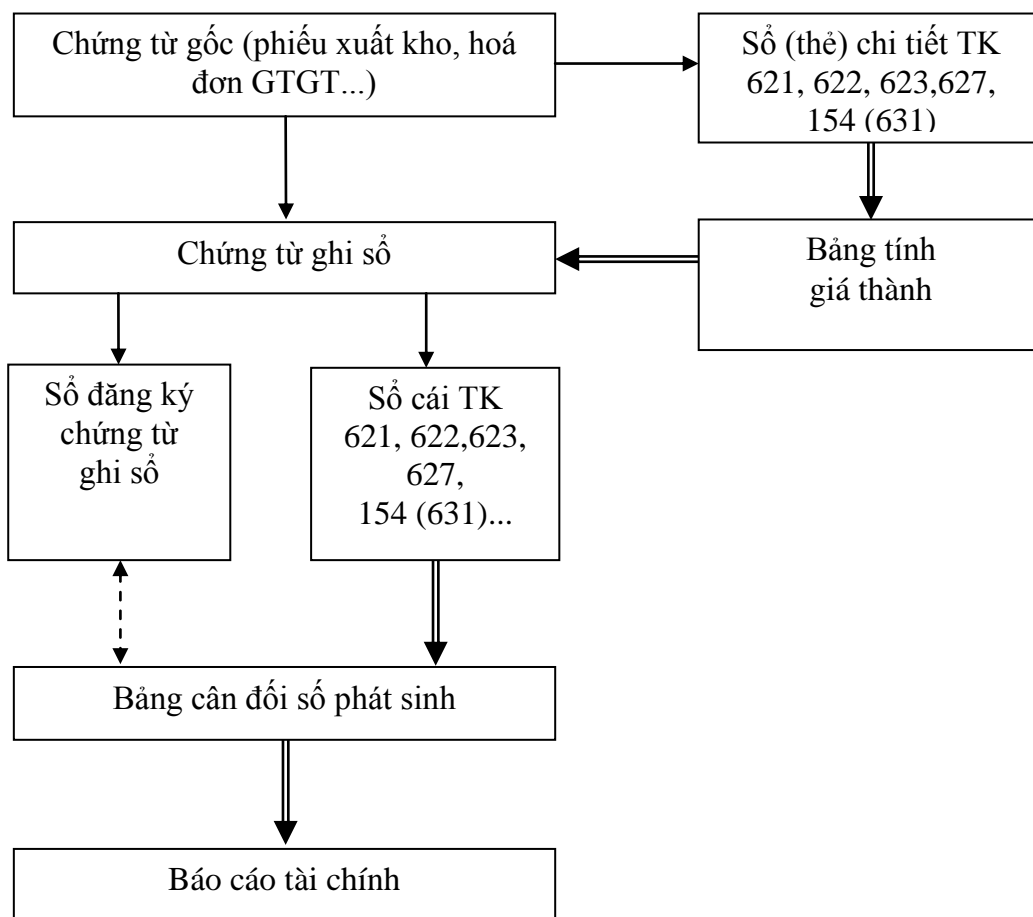 Chứng từ gốc (phiếu xuất kho, hoá
đơn GTGT...)
Sổ (thẻ) chi tiết TK
621, 622, 623,627,
154 (631)
Chứng từ ghi sổ
Bảng tính
giá thành
Sổ đăng ký
chứng từ
ghi sổ
Sổ cái TK
621, 622,623,
627,
154 (631)...
Bảng cân đối số phát sinh
Báo cáo tài chính